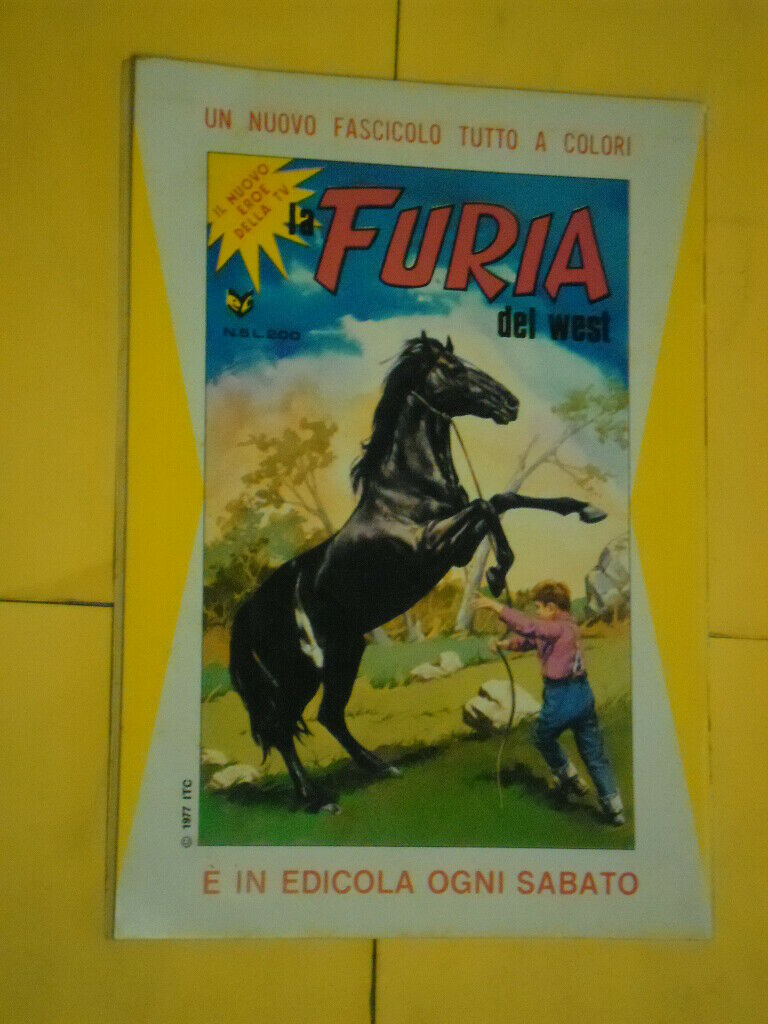 UN NUOVO FASCICOLO TUTTO A COLORI
IL NUOVO
EROE
DELLA TV
la
FURIA
del west
N.5 L.200
© 1977 ITC
È IN EDICOLA OGNI SABATO